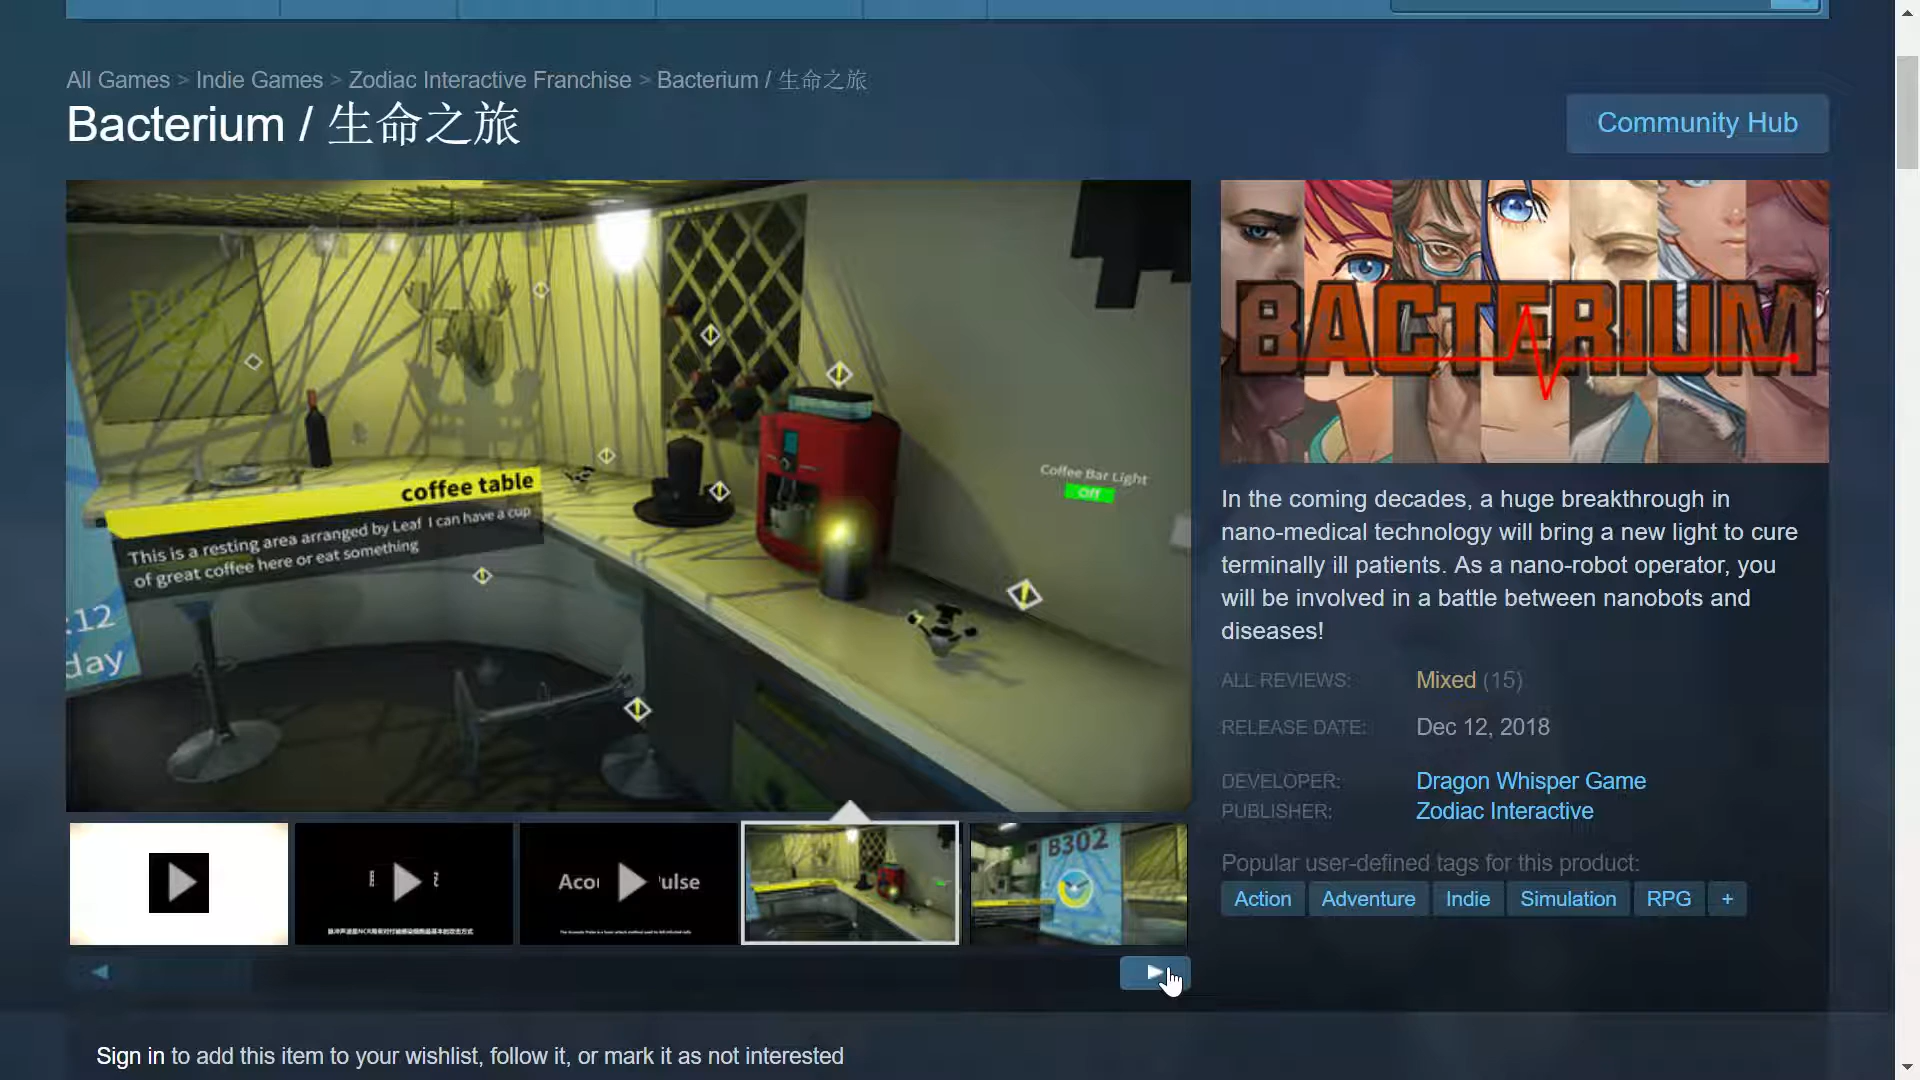 All Games > Indie Games > Zodiac Interactive Franchise > Bacterium / 生命之旅
Bacterium / 生命之旅
Community Hub
coffee table
This is a resting area arranged by Leaf I can have a cup
of great coffee here or eat something
Coffee Bar Light
Off
:12
day
BACTERIUM
In the coming decades, a huge breakthrough in
nano-medical technology will bring a new light to cure
terminally ill patients. As a nano-robot operator, you
will be involved in a battle between nanobots and
diseases!
ALL REVIEWS: Mixed (15)
RELEASE DATE: Dec 12, 2018
DEVELOPER: Dragon Whisper Game
PUBLISHER: Zodiac Interactive
Popular user-defined tags for this product:
Action Adventure Indie Simulation RPG +
B302
Sign in to add this item to your wishlist, follow it, or mark it as not interested